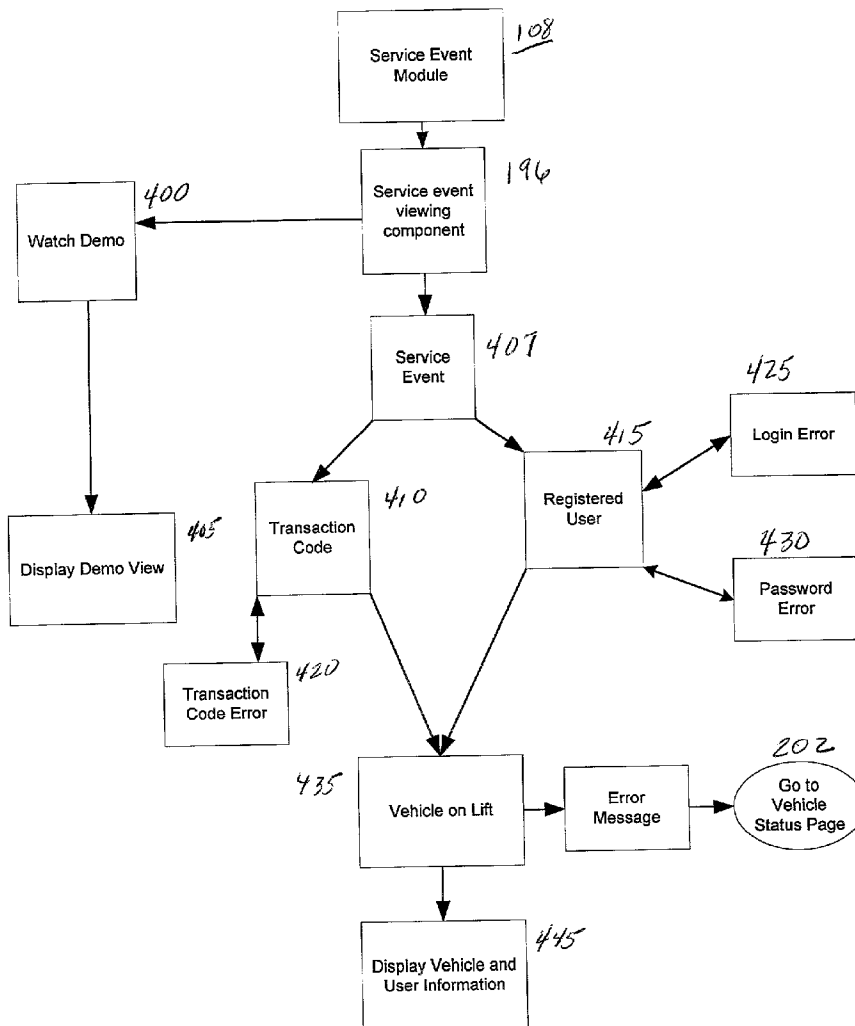 Service Event
Module
108
Service event
viewing
component
196
400
Watch Demo
Service
Event
407
425
Login Error
415
Registered
User
410
Transaction
Code
405
Display Demo View
430
Password
Error
420
Transaction
Code Error
435
Vehicle on Lift
Error
Message
202
Go to
Vehicle
Status Page
445
Display Vehicle and
User Information